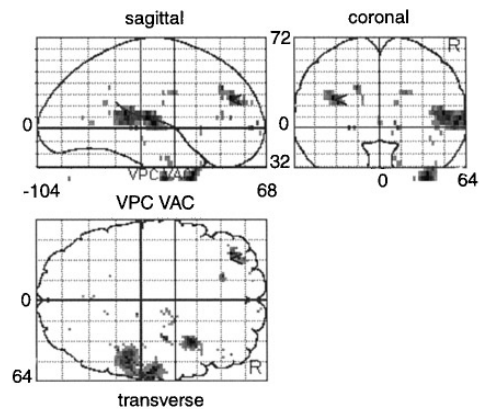 sagittal
coronal
72
R
0
0
32
VPC VAC
-104
68
0
64
VPC VAC
0
R
64
transverse